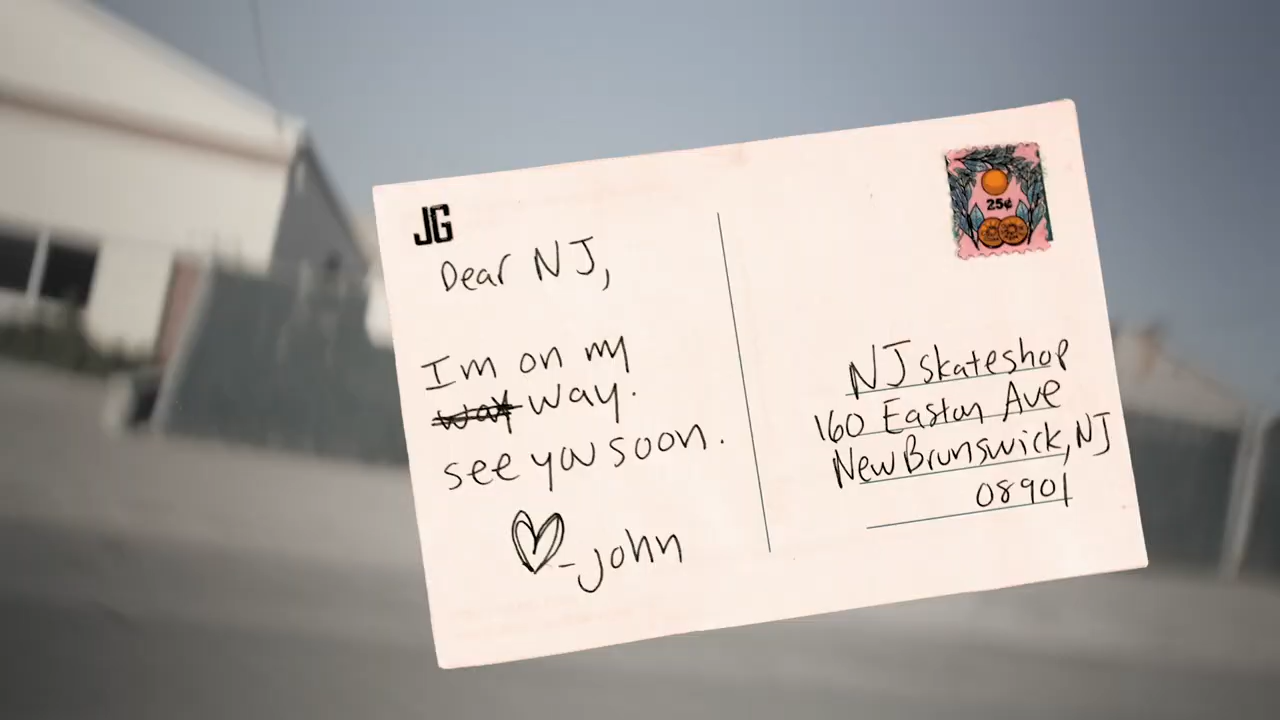 JG
Dear NJ,
Im on my
way way.
see you soon.
-john
25¢
NJ skateshop
160 Easton Ave
New Brunswick, NJ
08901